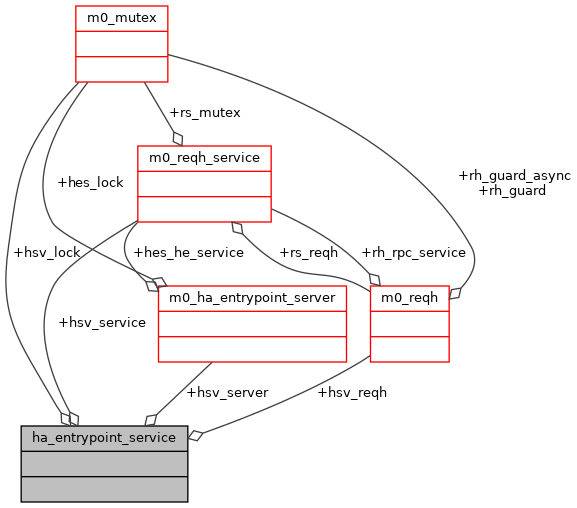 m0_mutex
+rs_mutex
m0_reqh_service
+rh_guard_async
+rh_guard
+hes_lock
+hsv_lock
+hes_he_service
+rs_reqh
+rh_rpc_service
m0_ha_entrypoint_server
m0_reqh
+hsv_service
+hsv_server
+hsv_reqh
ha_entrypoint_service